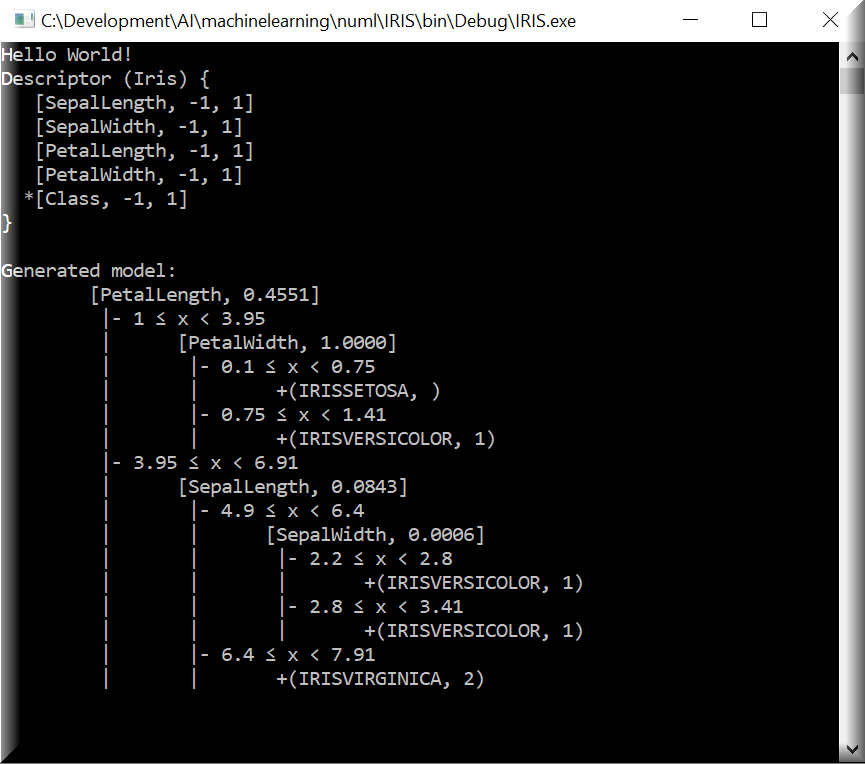 C:\Development\AI\machinelearning\numl\IRIS\bin\Debug\IRIS.exe
Hello World!
Descriptor (Iris) {
   [SepalLength, -1, 1]
   [SepalWidth, -1, 1]
   [PetalLength, -1, 1]
   [PetalWidth, -1, 1]
  *[Class, -1, 1]
}

Generated model:
        [PetalLength, 0.4551]
         |- 1 ≤ x < 3.95
         |      [PetalWidth, 1.0000]
         |       |- 0.1 ≤ x < 0.75
         |       |       +(IRISSETOSA, )
         |       |- 0.75 ≤ x < 1.41
         |       |       +(IRISVERSICOLOR, 1)
         |- 3.95 ≤ x < 6.91
         |      [SepalLength, 0.0843]
         |       |- 4.9 ≤ x < 6.4
         |       |      [SepalWidth, 0.0006]
         |       |       |- 2.2 ≤ x < 2.8
         |       |       |       +(IRISVERSICOLOR, 1)
         |       |       |- 2.8 ≤ x < 3.41
         |       |       |       +(IRISVERSICOLOR, 1)
         |       |- 6.4 ≤ x < 7.91
         |       |       +(IRISVIRGINICA, 2)